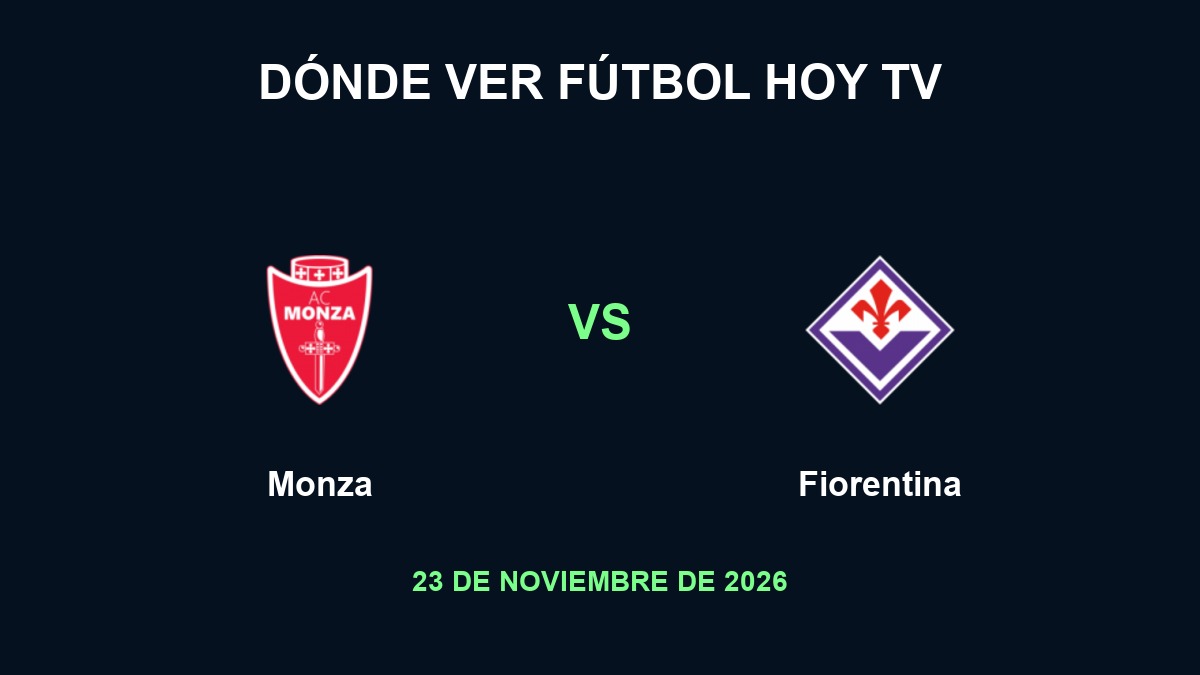 DÓNDE VER FÚTBOL HOY TV
AC
MONZA
VS
Monza
Fiorentina
23 DE NOVIEMBRE DE 2026